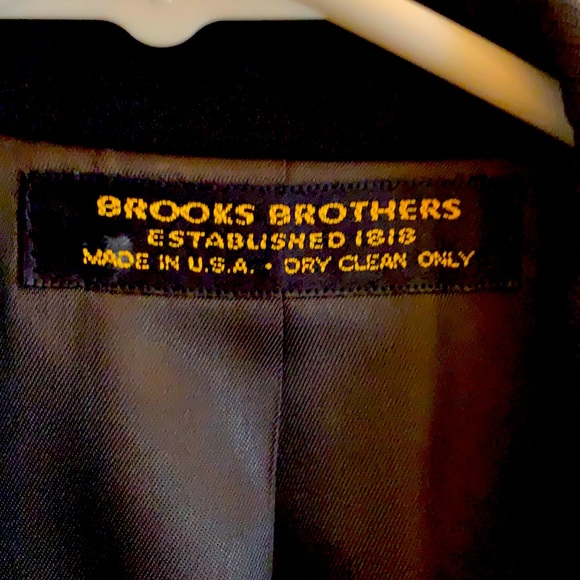 BROOKS BROTHERS
ESTABLISHED 1818
MADE IN U.S.A. • DRY CLEAN ONLY